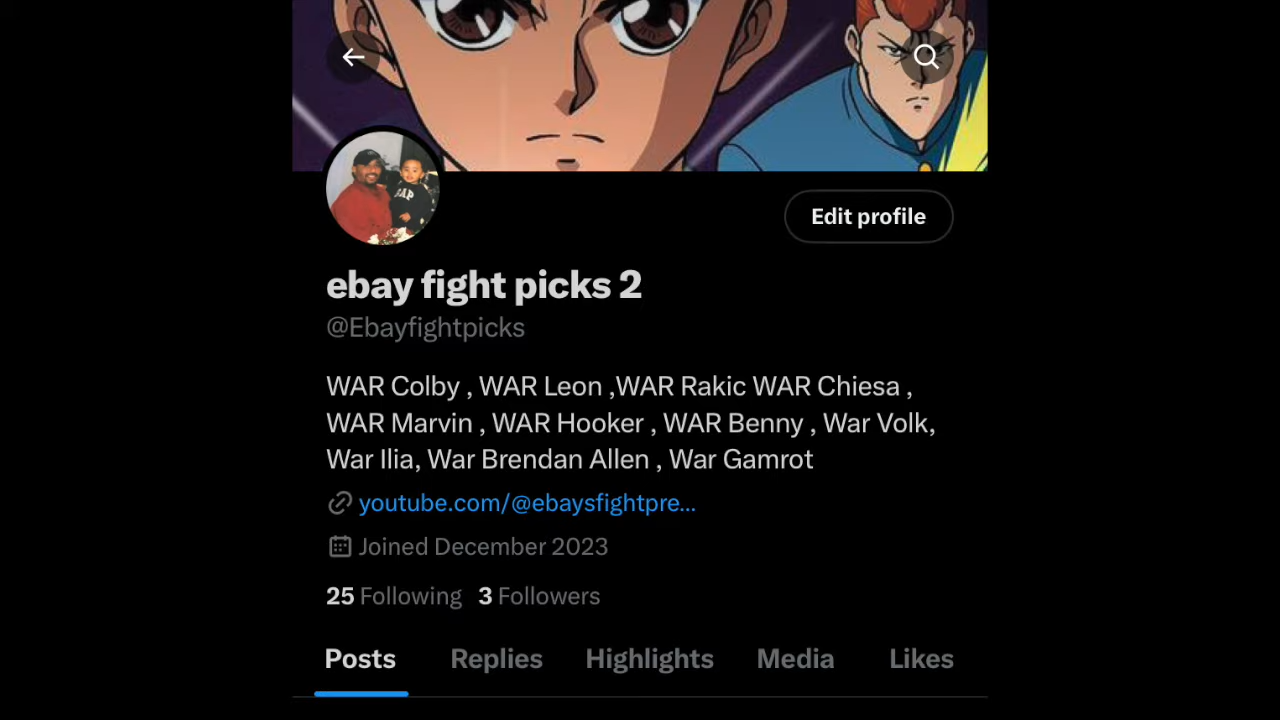 GAP
Edit profile
ebay fight picks 2
@Ebayfightpicks
WAR Colby , WAR Leon ,WAR Rakic WAR Chiesa ,
WAR Marvin , WAR Hooker , WAR Benny , War Volk,
War Ilia, War Brendan Allen , War Gamrot
youtube.com/@ebaysfightpre...
Joined December 2023
25 Following 3 Followers
Posts Replies Highlights Media Likes